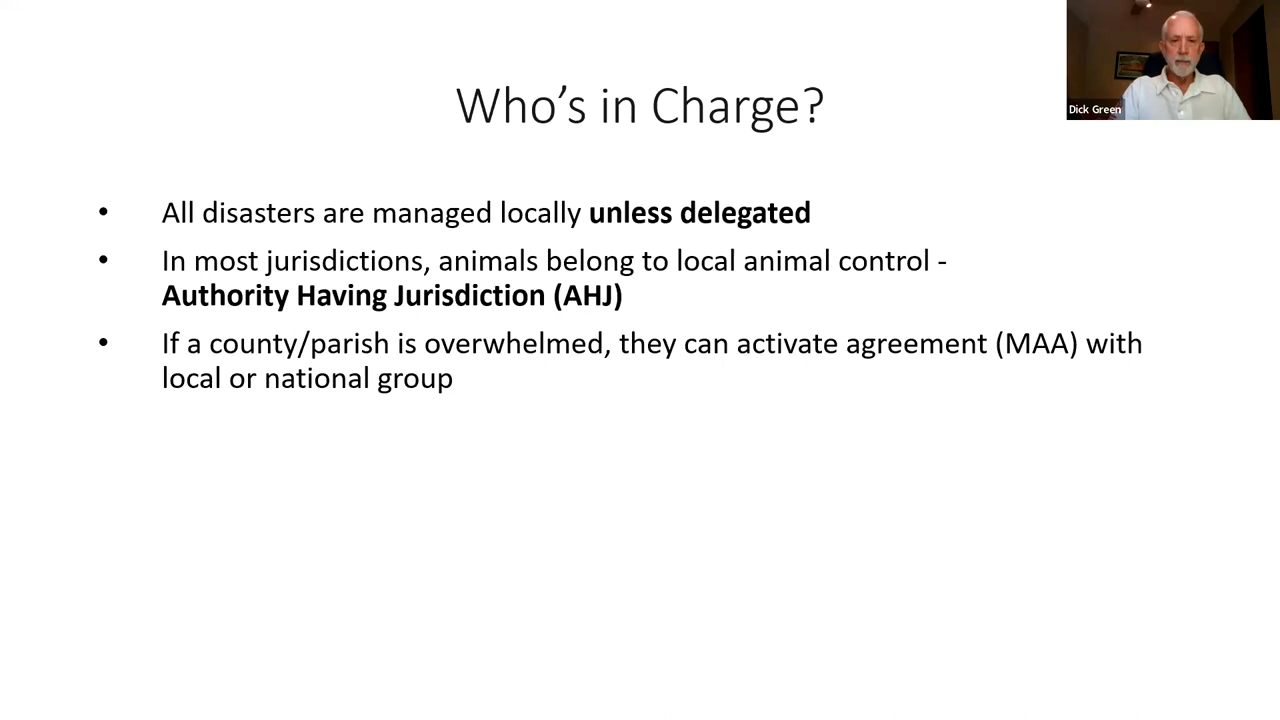 Dick Green
Who’s in Charge?
• All disasters are managed locally unless delegated
• In most jurisdictions, animals belong to local animal control -
Authority Having Jurisdiction (AHJ)
• If a county/parish is overwhelmed, they can activate agreement (MAA) with
local or national group